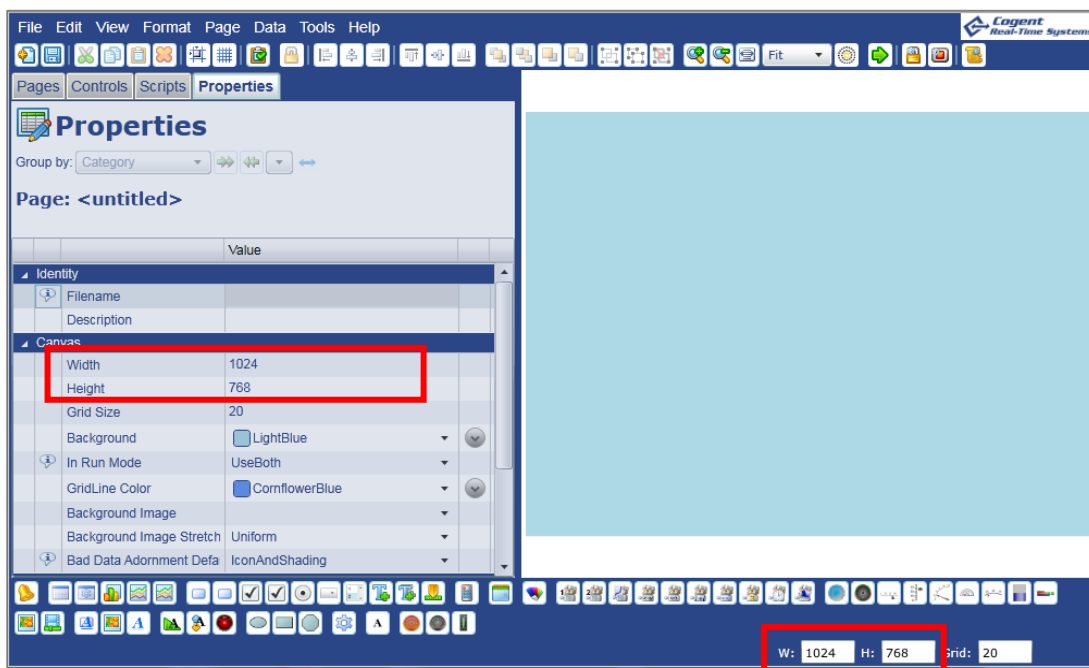 File Edit View Format Page Data Tools Help
Cogent
Real-Time Systems
Fit
Pages Controls Scripts Properties
Properties
Group by: Category
Page: <untitled>
Value
Identity
Filename
Description
Canvas
Width 1024
Height 768
Grid Size 20
Background LightBlue
In Run Mode UseBoth
GridLine Color CornflowerBlue
Background Image
Background Image Stretch Uniform
Bad Data Adornment Defa IconAndShading
W: 1024 H: 768 Grid: 20